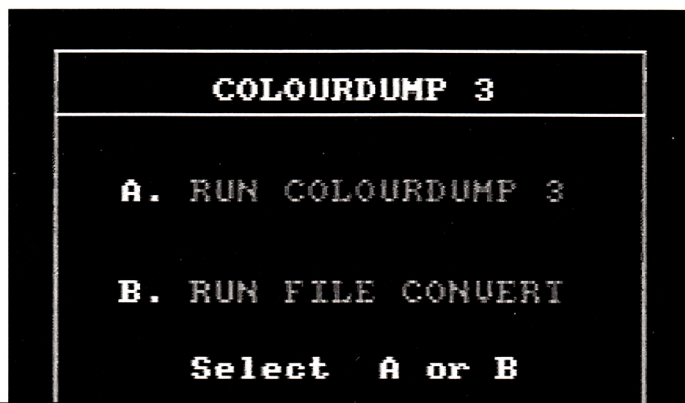 COLOURDUMP 3
A. RUN COLOURDUMP 3
B. RUN FILE CONVERT
Select A or B